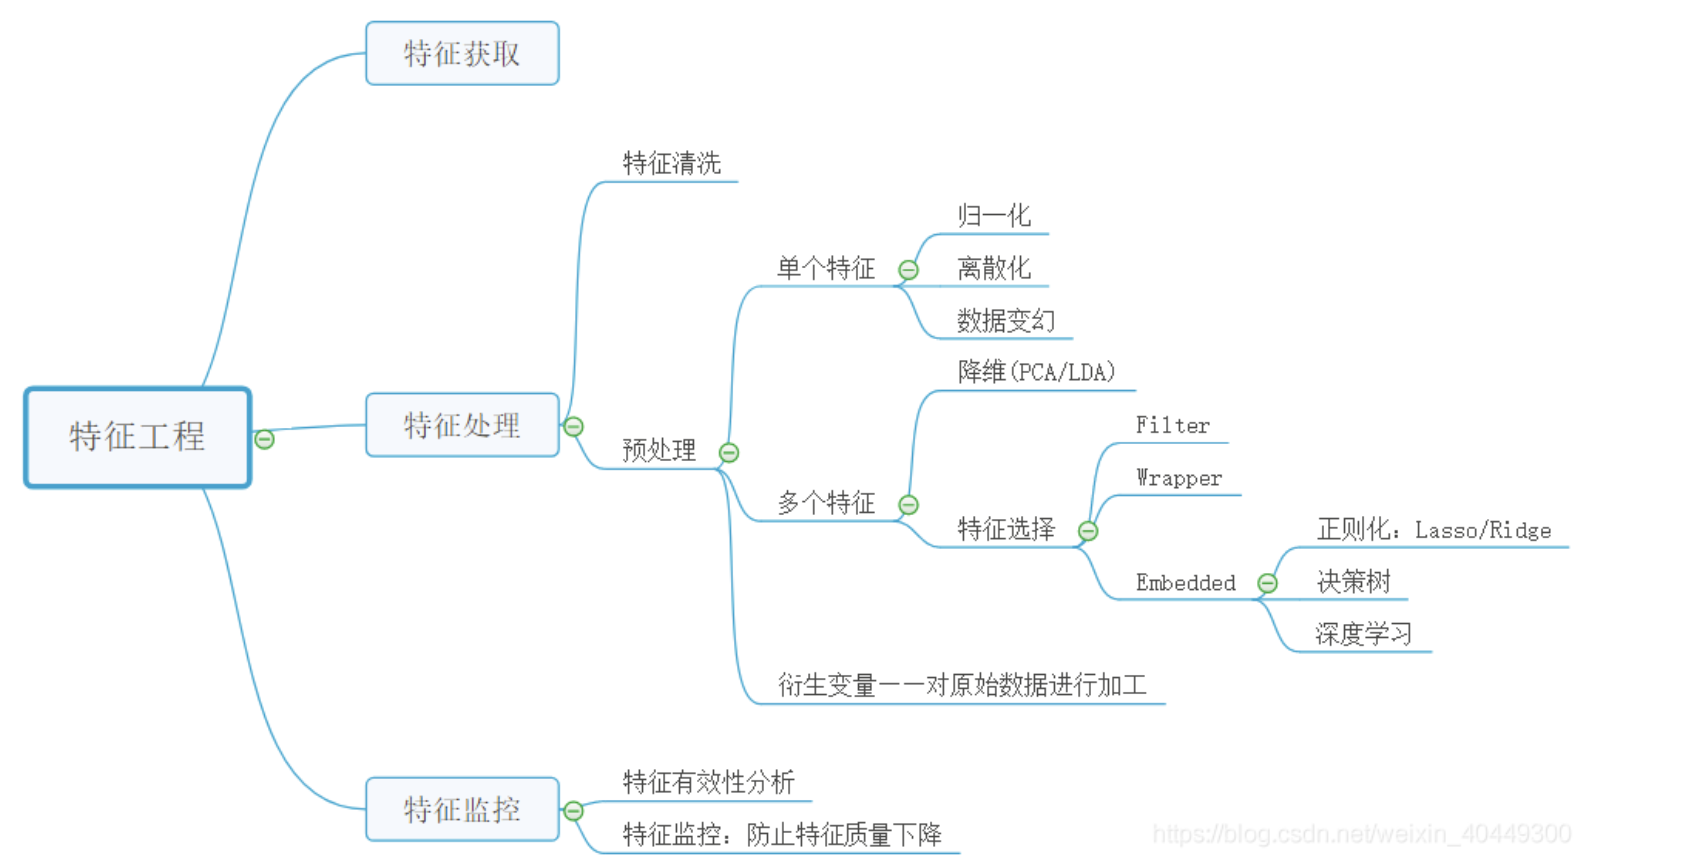 特征获取
特征清洗
归一化
单个特征
离散化
数据变幻
降维(PCA/LDA)
特征工程
特征处理
预处理
Filter
Wrapper
多个特征
特征选择
正则化：Lasso/Ridge
Embedded
决策树
深度学习
衍生变量——对原始数据进行加工
特征有效性分析
特征监控
特征监控：防止特征质量下降
https://blog.csdn.net/weixin_40449300